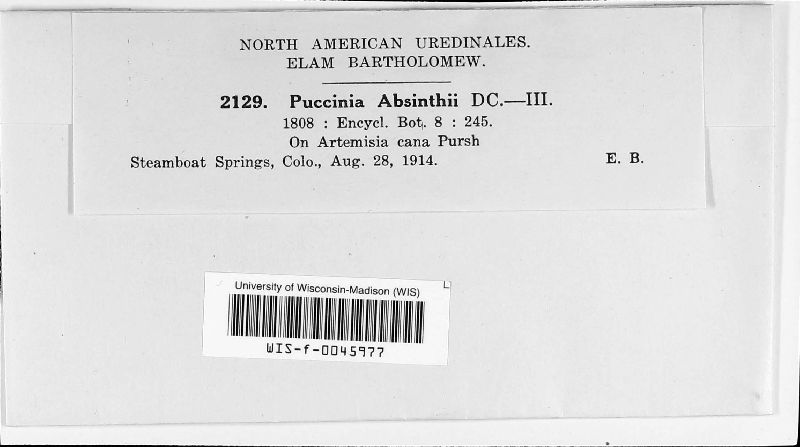 NORTH AMERICAN UREDINALES.
ELAM BARTHOLOMEW.
2129. Puccinia Absinthii DC.—III.
1808 : Encycl. Bot. 8 : 245.
On Artemisia cana Pursh
Steamboat Springs, Colo., Aug. 28, 1914. E. B.
University of Wisconsin-Madison (WIS)
WIS-f-0045977